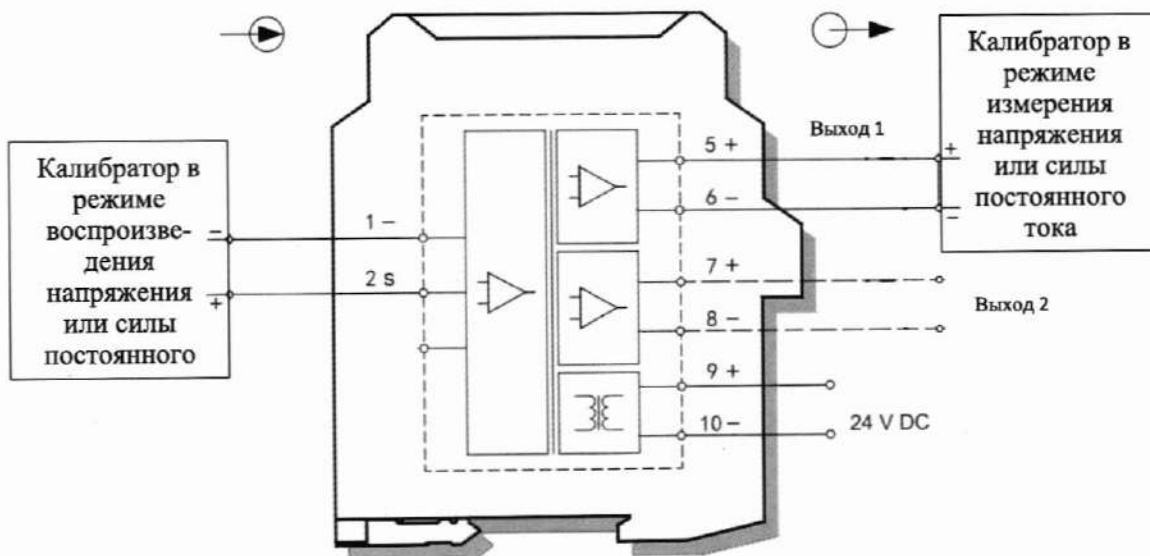 Калибратор в
режиме
воспроизве-
дения
напряжения
или силы
постоянного
−
+
1 −
2 s
5 +
6 −
7 +
8 −
9 +
10 −
Выход 1
Выход 2
24 V DC
+
−
Калибратор в
режиме
измерения
напряжения
или силы
постоянного
тока